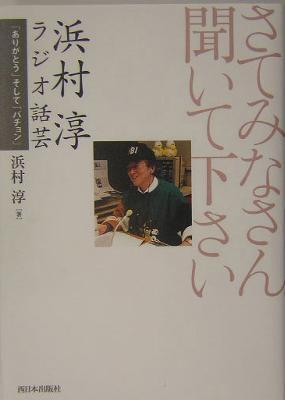 さてみなさん
聞いて下さい
浜村淳
ラジオ話芸
「ありがとう」そして「バチョン」
浜村 淳 [著]
西日本出版社